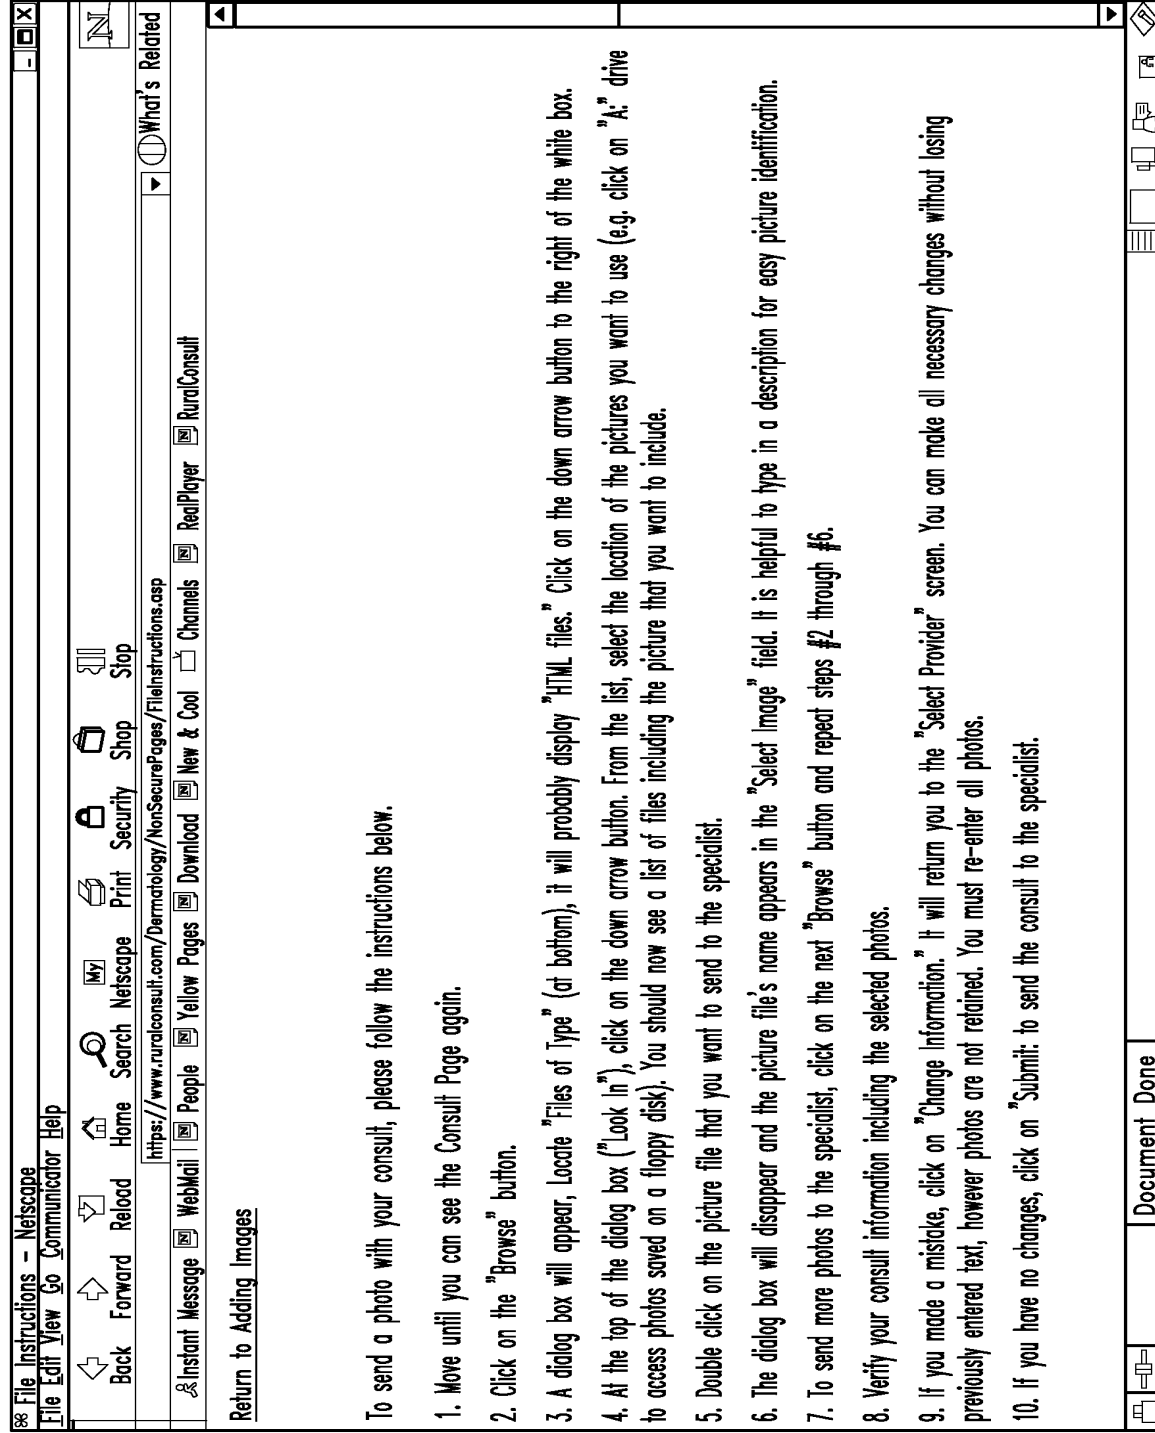 File Instructions - Netscape
File Edit View Go Communicator Help
Back Forward Reload Home Search Netscape Print Security Shop Stop
My
N
https://www.ruralconsult.com/Dermatology/NonSecurePages/FileInstructions.asp What's Related
Instant Message N WebMail N People N Yellow Pages N Download N New & Cool Channels N RealPlayer N RuralConsult
Return to Adding Images
To send a photo with your consult, please follow the instructions below.
1. Move until you can see the Consult Page again.
2. Click on the "Browse" button.
3. A dialog box will appear, Locate "Files of Type" (at bottom), it will probably display "HTML files." Click on the down arrow button to the right of the white box.
4. At the top of the dialog box ("Look In"), click on the down arrow button. From the list, select the location of the pictures you want to use (e.g. click on "A:" drive
to access photos saved on a floppy disk). You should now see a list of files including the picture that you want to include.
5. Double click on the picture file that you want to send to the specialist.
6. The dialog box will disappear and the picture file's name appears in the "Select Image" field. It is helpful to type in a description for easy picture identification.
7. To send more photos to the specialist, click on the next "Browse" button and repeat steps #2 through #6.
8. Verify your consult information including the selected photos.
9. If you made a mistake, click on "Change Information." It will return you to the "Select Provider" screen. You can make all necessary changes without losing
previously entered text, however photos are not retained. You must re-enter all photos.
10. If you have no changes, click on "Submit: to send the consult to the specialist.
Document Done